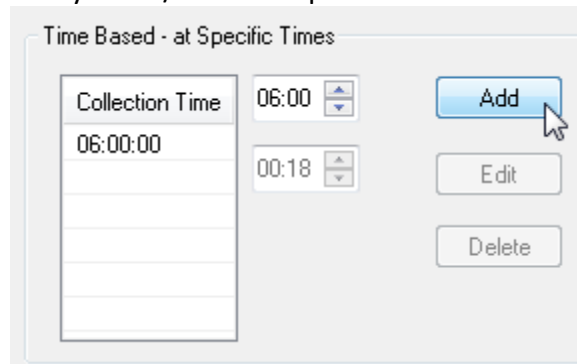 Time Based - at Specific Times
Collection Time
06:00
Add
06:00:00
00:18
Edit
Delete